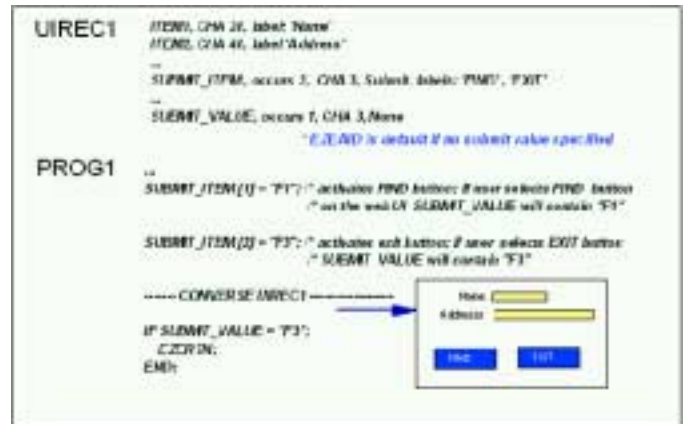 UIREC1
ITEM1, CHA 20, label: 'Name'
ITEM2, CHA 40, label 'Address'
...
SUBMIT_ITEM, occurs 2, CHA 3, Submit labels: 'FIND', 'EXIT'
...
SUBMIT_VALUE, occurs 1, CHA 3, None
* EZEAID is default if no submit value specified
PROG1
...
SUBMIT_ITEM [1] = "F1"; /* activates FIND button; if user selects FIND button
/* on the web UI SUBMIT_VALUE will contain "F1"
SUBMIT_ITEM [2] = "F3"; /* activates exit button; if user selects EXIT button
/* SUBMIT_VALUE will contain "F3"
------ CONVERSE UIREC1 ----------------
IF SUBMIT_VALUE = "F3";
EZERTN;
END;
Name
Address
FIND
EXIT